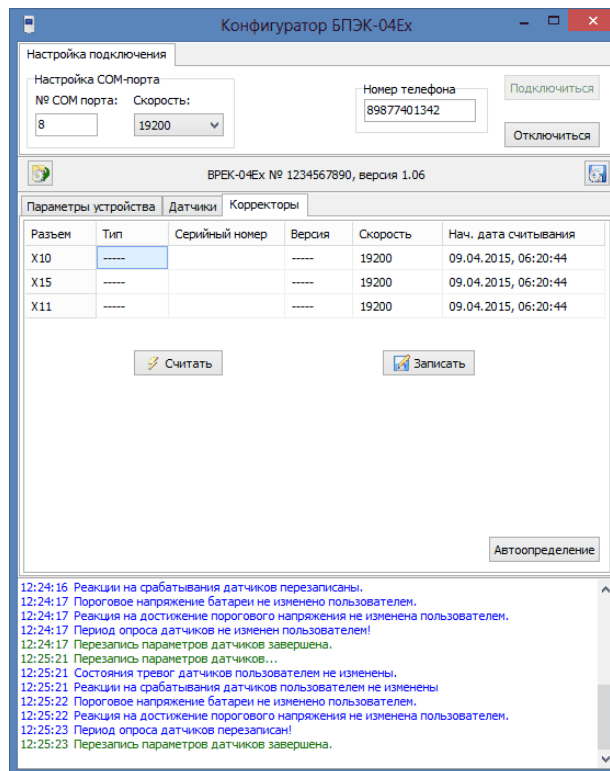 Конфигуратор БПЭК-04Ex
Настройка подключения
Настройка COM-порта
№ COM порта: Скорость:
8 19200
Номер телефона
89877401342
Подключиться
Отключиться
BPEK-04Ex № 1234567890, версия 1.06
Параметры устройства Датчики Корректоры
Разъем Тип Серийный номер Версия Скорость Нач. дата считывания
X10 ----- ----- 19200 09.04.2015, 06:20:44
X15 ----- ----- 19200 09.04.2015, 06:20:44
X11 ----- ----- 19200 09.04.2015, 06:20:44
Считать Записать
Автоопределение
12:24:16 Реакции на срабатывания датчиков перезаписаны.
12:24:17 Пороговое напряжение батареи не изменено пользователем.
12:24:17 Реакция на достижение порогового напряжения не изменена пользователем.
12:24:17 Период опроса датчиков не изменен пользователем!
12:24:17 Перезапись параметров датчиков завершена.
12:25:21 Перезапись параметров датчиков...
12:25:21 Состояния тревог датчиков пользователем не изменены.
12:25:21 Реакции на срабатывания датчиков пользователем не изменены
12:25:22 Пороговое напряжение батареи не изменено пользователем.
12:25:22 Реакция на достижение порогового напряжения не изменена пользователем.
12:25:23 Период опроса датчиков перезаписан!
12:25:23 Перезапись параметров датчиков завершена.